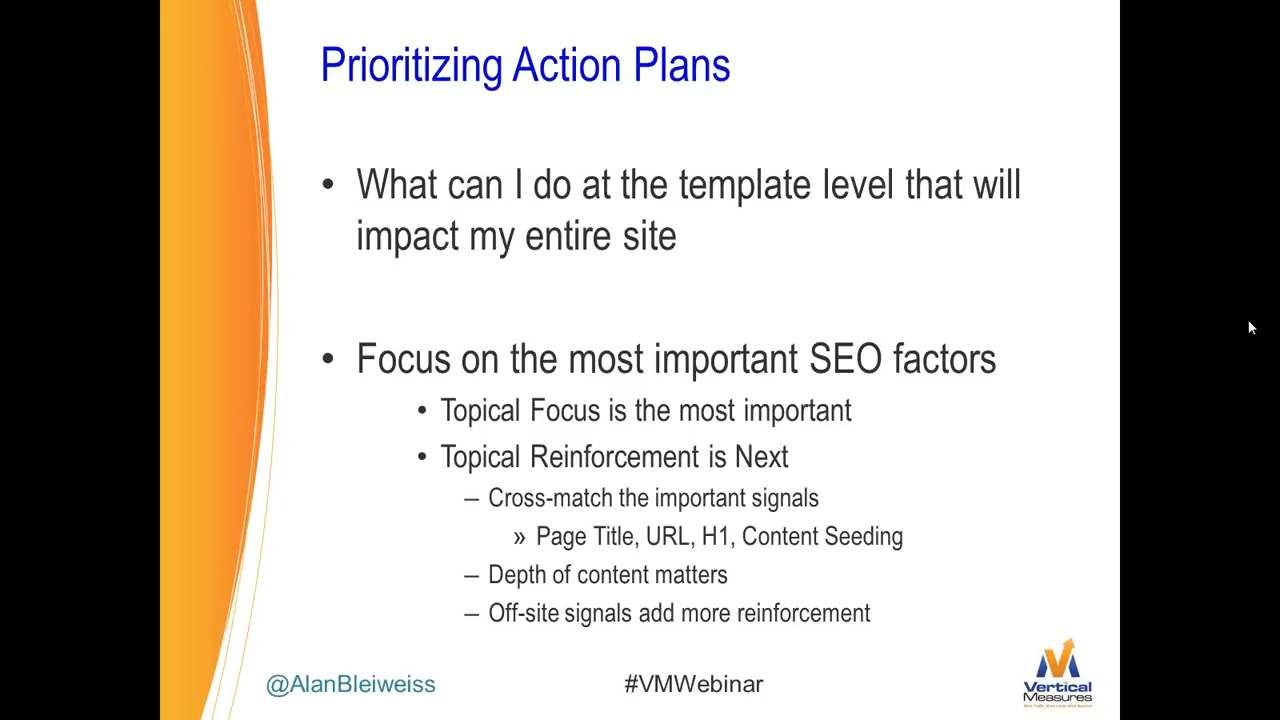 Prioritizing Action Plans
• What can I do at the template level that will
impact my entire site
• Focus on the most important SEO factors
• Topical Focus is the most important
• Topical Reinforcement is Next
– Cross-match the important signals
» Page Title, URL, H1, Content Seeding
– Depth of content matters
– Off-site signals add more reinforcement
@AlanBleiweiss
#VMWebinar
Vertical
Measures